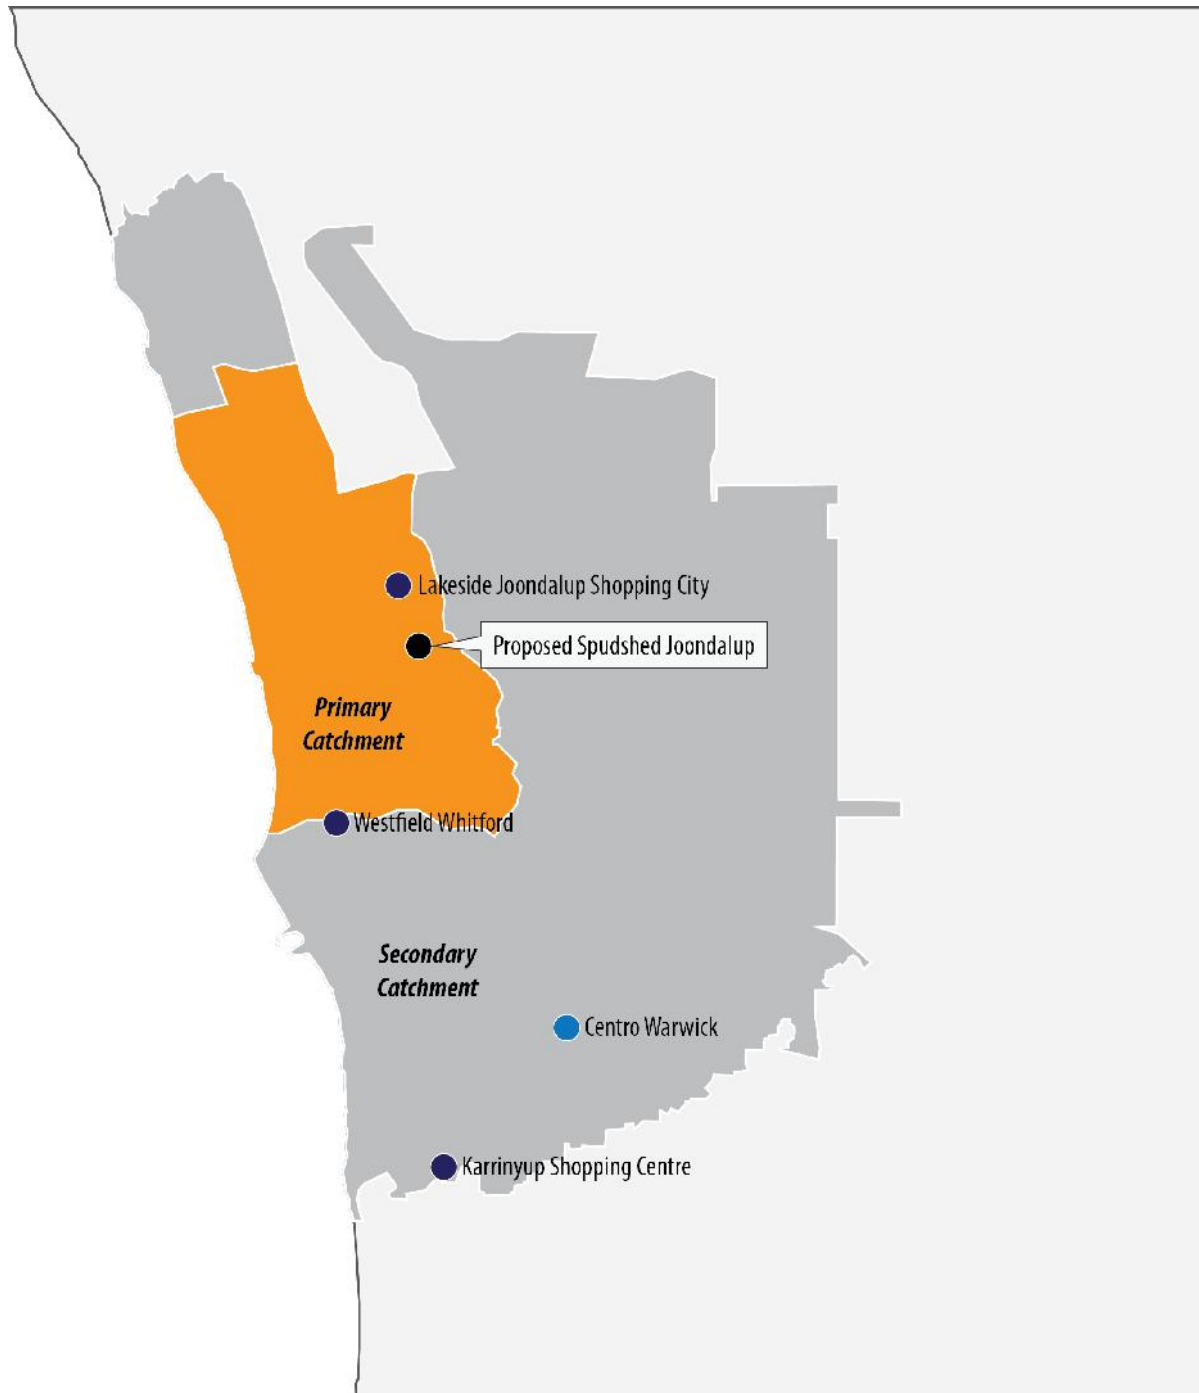 Lakeside Joondalup Shopping City
Proposed Spudshed Joondalup
Primary
Catchment
Westfield Whitford
Secondary
Catchment
Centro Warwick
Karrinyup Shopping Centre